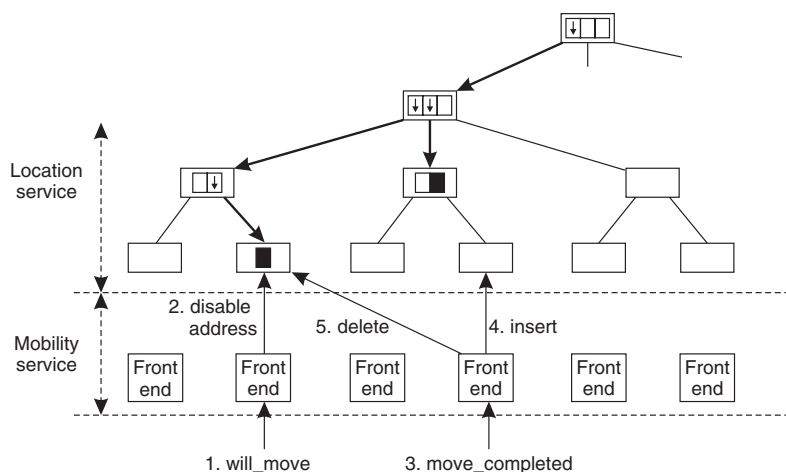 Location
service
2. disable
address
5. delete
4. insert
Mobility
service
Front
end
Front
end
Front
end
Front
end
Front
end
Front
end
1. will_move
3. move_completed